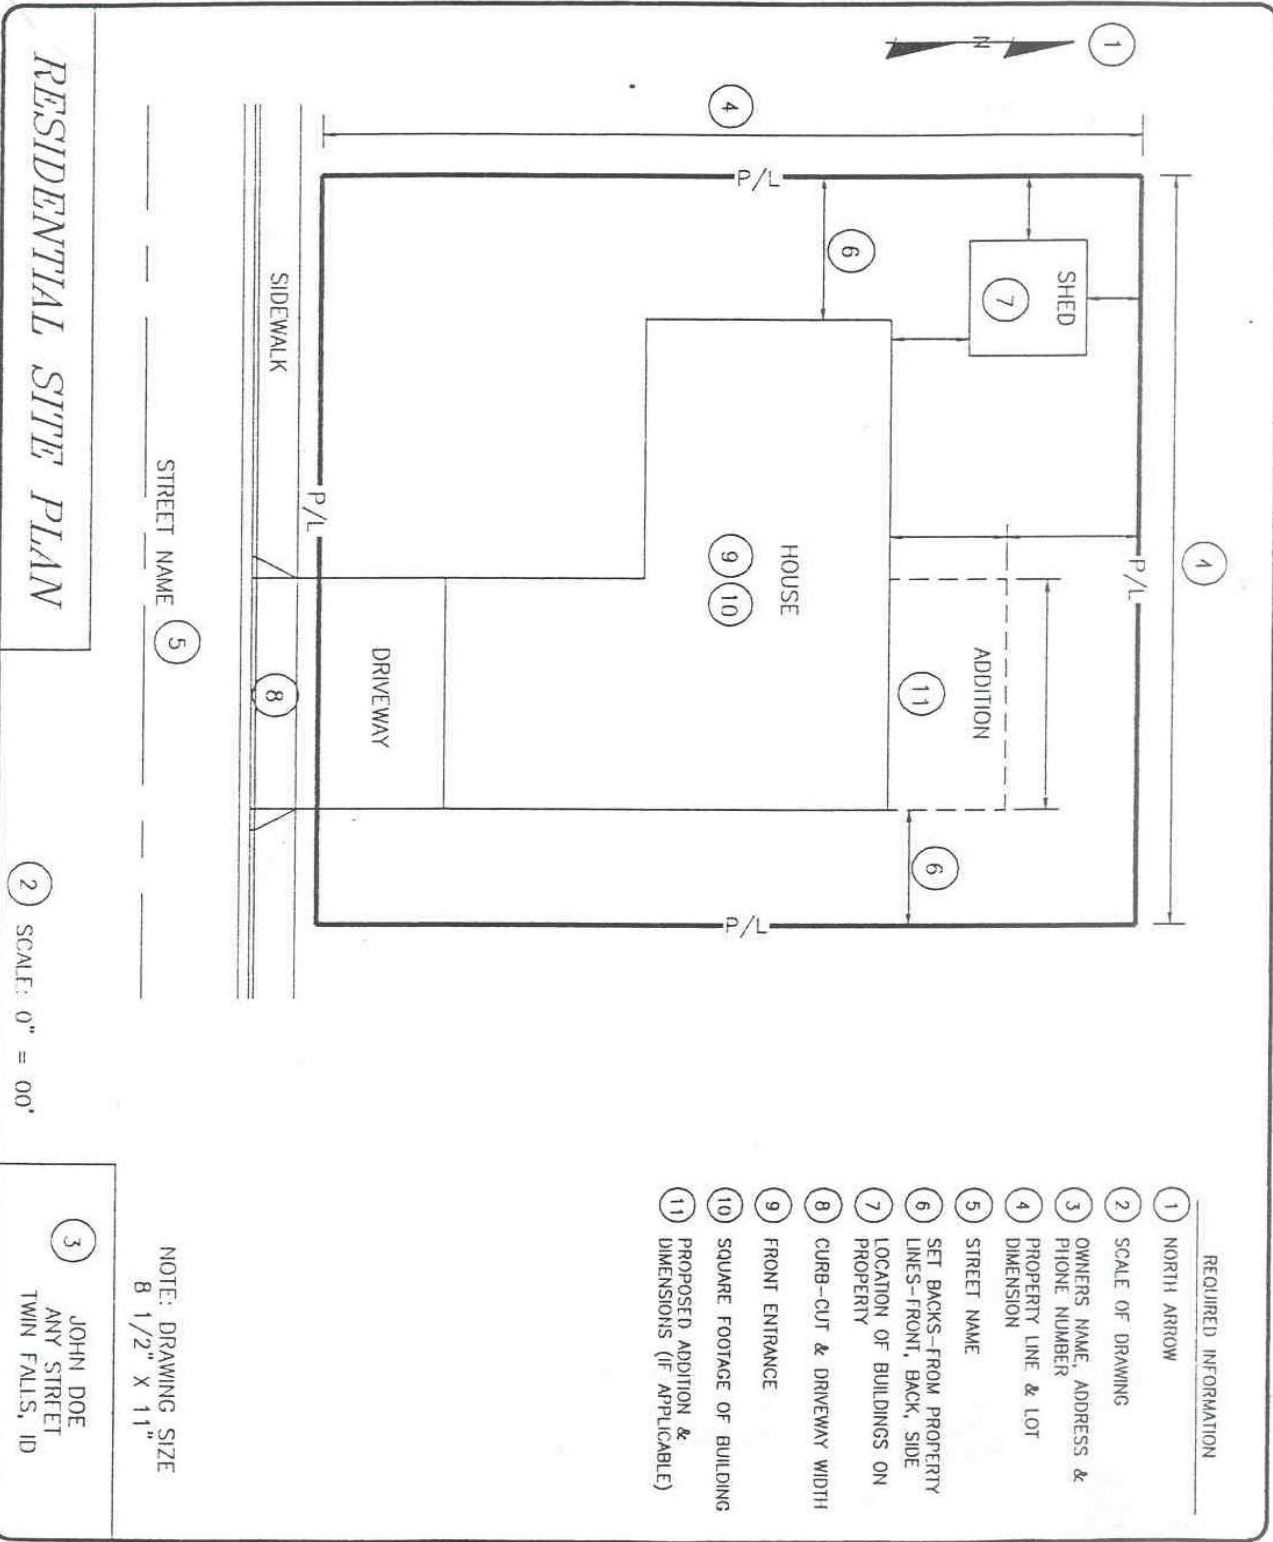 1
N
4
P/L
4
P/L
SHED
7
6
ADDITION
11
HOUSE
9 10
6
P/L
DRIVEWAY
P/L
8
SIDEWALK
STREET NAME 5
RESIDENTIAL SITE PLAN
2 SCALE: 0" = 00'
REQUIRED INFORMATION
1 NORTH ARROW
2 SCALE OF DRAWING
3 OWNERS NAME, ADDRESS &
PHONE NUMBER
4 PROPERTY LINE & LOT
DIMENSION
5 STREET NAME
6 SET BACKS-FROM PROPERTY
LINES-FRONT, BACK, SIDE
7 LOCATION OF BUILDINGS ON
PROPERTY
8 CURB-CUT & DRIVEWAY WIDTH
9 FRONT ENTRANCE
10 SQUARE FOOTAGE OF BUILDING
11 PROPOSED ADDITION &
DIMENSIONS (IF APPLICABLE)
NOTE: DRAWING SIZE
8 1/2" X 11"
3 JOHN DOE
ANY STREET
TWIN FALLS, ID